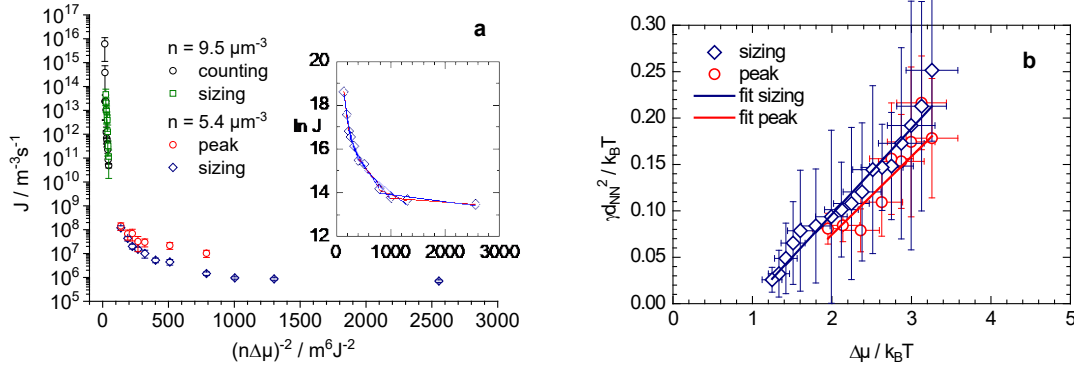 a
10^17
10^16
10^15
10^14
10^13
10^12
10^11
10^10
10^9
10^8
10^7
10^6
10^5
J / m^-3 s^-1
n = 9.5 µm^-3
counting
sizing
n = 5.4 µm^-3
peak
sizing
20
18
16
14
12
ln J
0
1000
2000
3000
0
500
1000
1500
2000
2500
3000
(nΔµ)^-2 / m^6J^-2
b
0.30
0.25
0.20
0.15
0.10
0.05
0.00
γd_NN^2 / k_BT
sizing
peak
fit sizing
fit peak
0
1
2
3
4
5
Δµ / k_BT